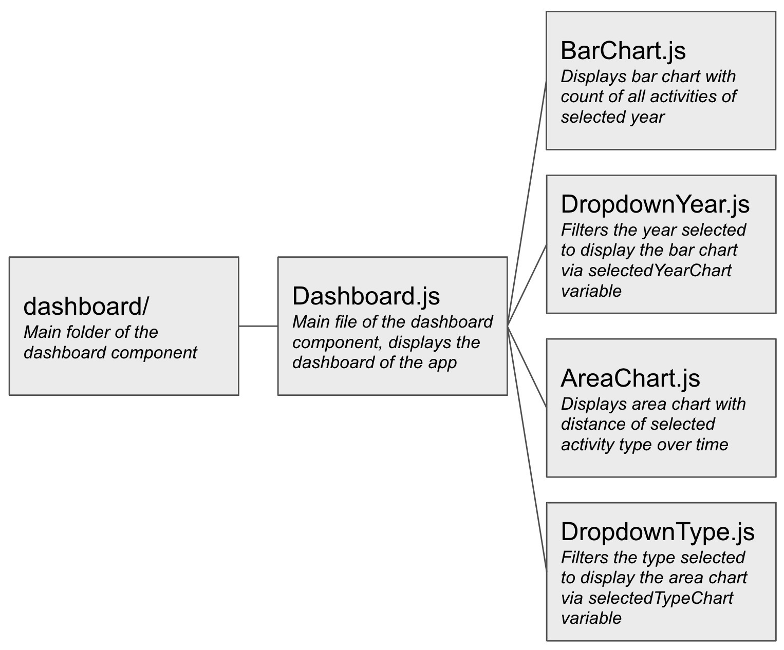 dashboard/
Main folder of the
dashboard component
Dashboard.js
Main file of the dashboard
component, displays the
dashboard of the app
BarChart.js
Displays bar chart with
count of all activities of
selected year
DropdownYear.js
Filters the year selected
to display the bar chart
via selectedYearChart
variable
AreaChart.js
Displays area chart with
distance of selected
activity type over time
DropdownType.js
Filters the type selected
to display the area chart
via selectedTypeChart
variable